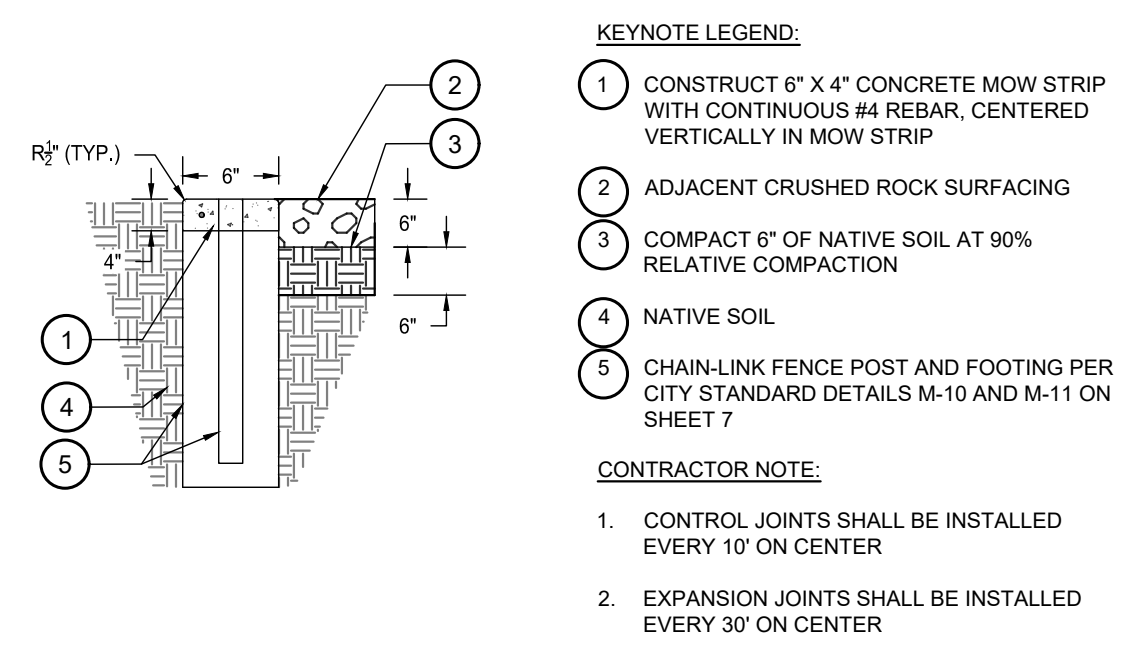 2
3
R½" (TYP.)
6"
6"
4"
6"
1
4
5
KEYNOTE LEGEND:
1 CONSTRUCT 6" X 4" CONCRETE MOW STRIP
WITH CONTINUOUS #4 REBAR, CENTERED
VERTICALLY IN MOW STRIP
2 ADJACENT CRUSHED ROCK SURFACING
3 COMPACT 6" OF NATIVE SOIL AT 90%
RELATIVE COMPACTION
4 NATIVE SOIL
5 CHAIN-LINK FENCE POST AND FOOTING PER
CITY STANDARD DETAILS M-10 AND M-11 ON
SHEET 7
CONTRACTOR NOTE:
1. CONTROL JOINTS SHALL BE INSTALLED
EVERY 10' ON CENTER
2. EXPANSION JOINTS SHALL BE INSTALLED
EVERY 30' ON CENTER